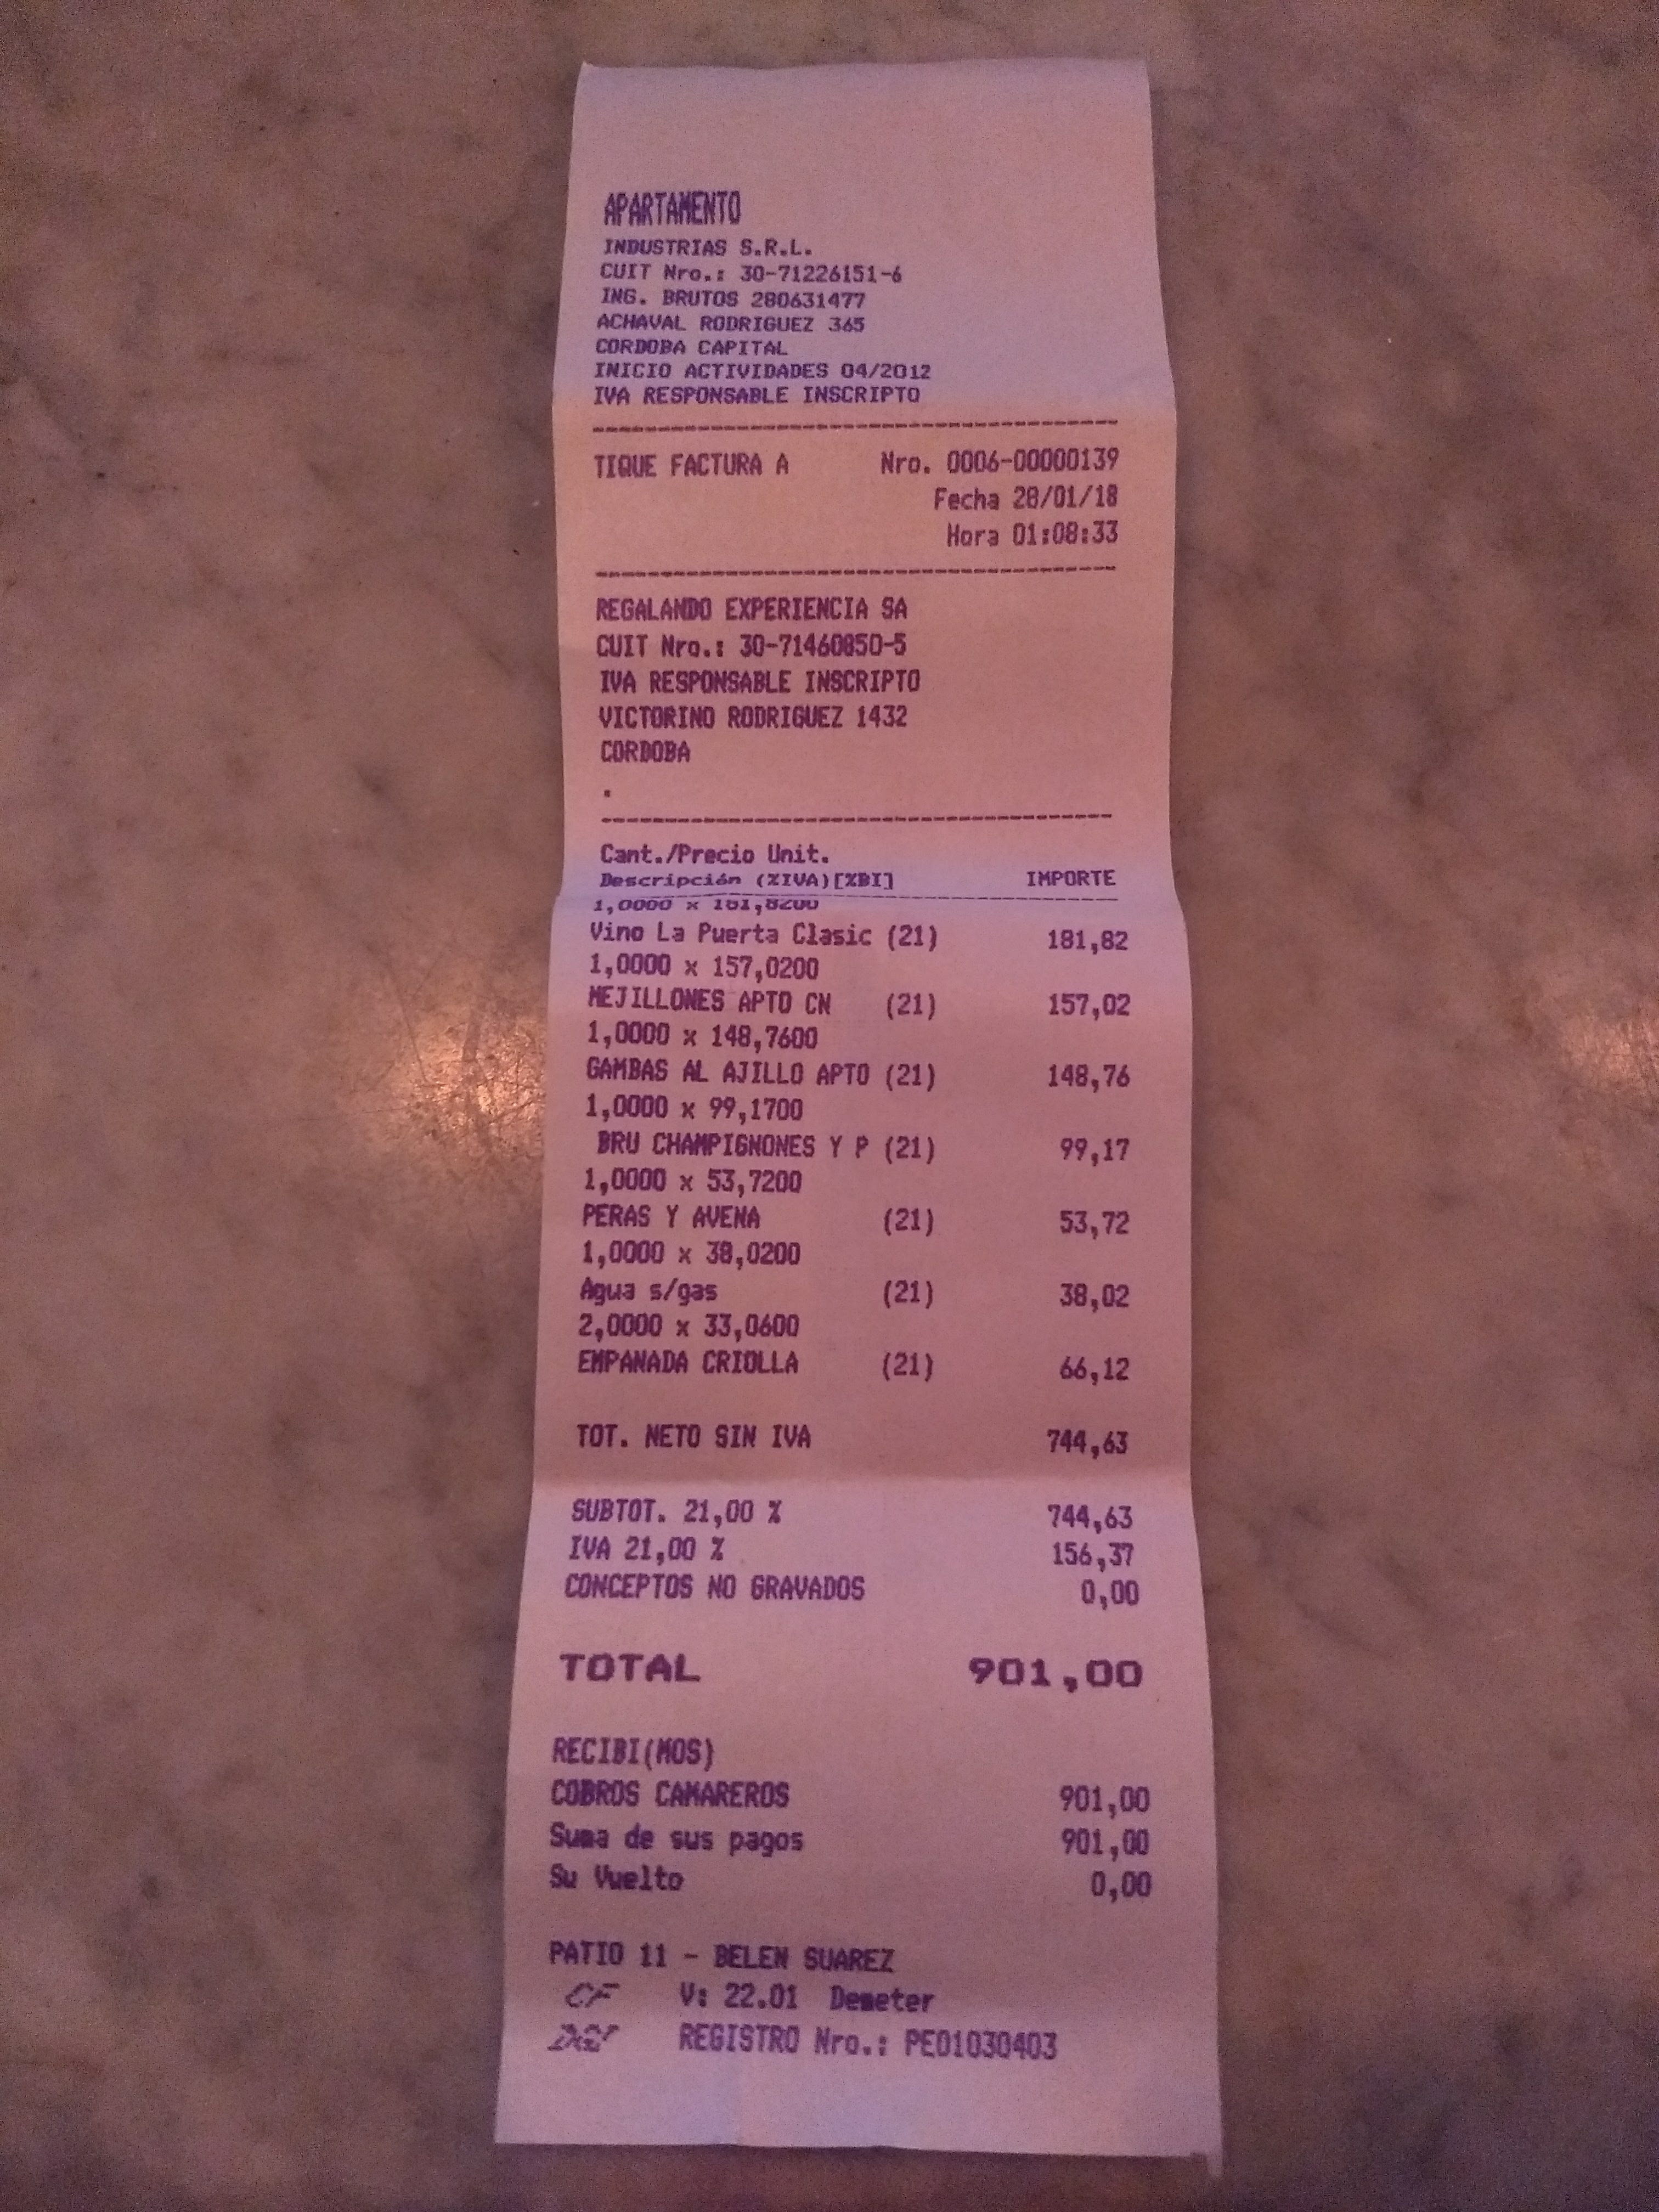 APARTAMENTO
INDUSTRIAS S.R.L.
CUIT Nro.: 30-71226151-6
ING. BRUTOS 280631477
ACHAVAL RODRIGUEZ 365
CORDOBA CAPITAL
INICIO ACTIVIDADES 04/2012
IVA RESPONSABLE INSCRIPTO
TIQUE FACTURA A Nro. 0006-00000139
Fecha 28/01/18
Hora 01:08:33
REGALANDO EXPERIENCIA SA
CUIT Nro.: 30-71460850-5
IVA RESPONSABLE INSCRIPTO
VICTORINO RODRIGUEZ 1432
CORDOBA
.
Cant./Precio Unit.
Descripción (%IVA)[%BI] IMPORTE
1,0000 x 181,8200
Vino La Puerta Clasic (21) 181,82
1,0000 x 157,0200
MEJILLONES APTO CN (21) 157,02
1,0000 x 148,7600
GAMBAS AL AJILLO APTO (21) 148,76
1,0000 x 99,1700
BRU CHAMPIGNONES Y P (21) 99,17
1,0000 x 53,7200
PERAS Y AVENA (21) 53,72
1,0000 x 38,0200
Agua s/gas (21) 38,02
2,0000 x 33,0600
EMPANADA CRIOLLA (21) 66,12
TOT. NETO SIN IVA 744,63
SUBTOT. 21,00 % 744,63
IVA 21,00 % 156,37
CONCEPTOS NO GRAVADOS 0,00
TOTAL 901,00
RECIBI(MOS)
COBROS CAMAREROS 901,00
Suma de sus pagos 901,00
Su Vuelto 0,00
PATIO 11 - BELEN SUAREZ
CF V: 22.01 Demeter
DGI REGISTRO Nro.: PEO1030403